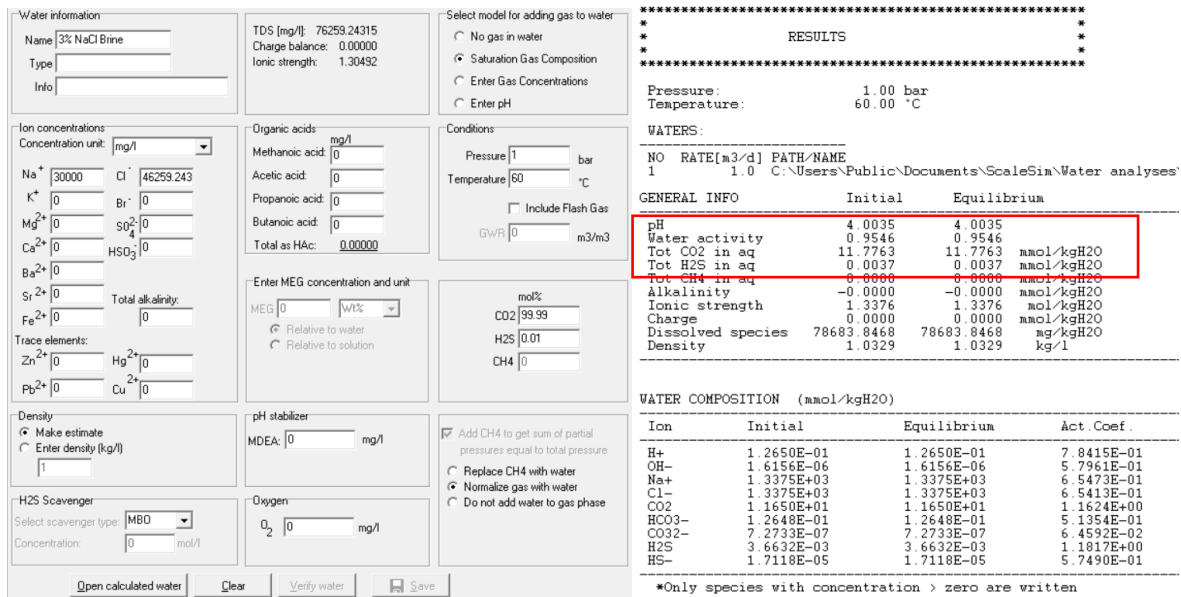 Water information
Name 3% NaCl Brine
Type
Info
TDS [mg/l]: 76259.24315
Charge balance: 0.00000
Ionic strength: 1.30492
Select model for adding gas to water
No gas in water
Saturation Gas Composition
Enter Gas Concentrations
Enter pH
Ion concentrations
Concentration unit: mg/l
Na+ 30000 Cl- 46259.243
K+ 0 Br- 0
Mg2+ 0 SO42- 0
Ca2+ 0 HSO3- 0
Ba2+ 0
Sr2+ 0 Total alkalinity:
Fe2+ 0 0
Trace elements:
Zn2+ 0 Hg2+ 0
Pb2+ 0 Cu2+ 0
Organic acids
mg/l
Methanoic acid: 0
Acetic acid: 0
Propanoic acid: 0
Butanoic acid: 0
Total as HAc: 0.00000
Conditions
Pressure 1 bar
Temperature 60 °C
Include Flash Gas
GWR 0 m3/m3
Enter MEG concentration and unit
MEG 0 Wt%
Relative to water
Relative to solution
mol%
CO2 99.99
H2S 0.01
CH4 0
Density
Make estimate
Enter density (kg/l)
1
pH stabilizer
MDEA: 0 mg/l
Add CH4 to get sum of partial
pressures equal to total pressure
Replace CH4 with water
Normalize gas with water
Do not add water to gas phase
H2S Scavenger
Select scavenger type: MBO
Concentration: 0 mol/l
Oxygen
O2 0 mg/l
Open calculated water Clear Verify water Save
*****************************************************
* *
* RESULTS *
* *
*****************************************************
Pressure: 1.00 bar
Temperature: 60.00 °C
WATERS:
NO RATE[m3/d] PATH/NAME
1 1.0 C:\Users\Public\Documents\ScaleSim\Water analyses\
GENERAL INFO Initial Equilibrium
pH 4.0035 4.0035
Water activity 0.9546 0.9546
Tot CO2 in aq 11.7763 11.7763 mmol/kgH2O
Tot H2S in aq 0.0037 0.0037 mmol/kgH2O
Tot CH4 in aq 0.0000 0.0000 mmol/kgH2O
Alkalinity -0.0000 -0.0000 mmol/kgH2O
Ionic strength 1.3376 1.3376 mol/kgH2O
Charge 0.0000 0.0000 mmol/kgH2O
Dissolved species 78683.8468 78683.8468 mg/kgH2O
Density 1.0329 1.0329 kg/l
WATER COMPOSITION (mmol/kgH2O)
Ion Initial Equilibrium Act.Coef.
H+ 1.2650E-01 1.2650E-01 7.8415E-01
OH- 1.6156E-06 1.6156E-06 5.7961E-01
Na+ 1.3375E+03 1.3375E+03 6.5473E-01
Cl- 1.3375E+03 1.3375E+03 6.5413E-01
CO2 1.1650E+01 1.1650E+01 1.1624E+00
HCO3- 1.2648E-01 1.2648E-01 5.1354E-01
CO32- 7.2733E-07 7.2733E-07 6.4592E-02
H2S 3.6632E-03 3.6632E-03 1.1817E+00
HS- 1.7118E-05 1.7118E-05 5.7490E-01
*Only species with concentration > zero are written